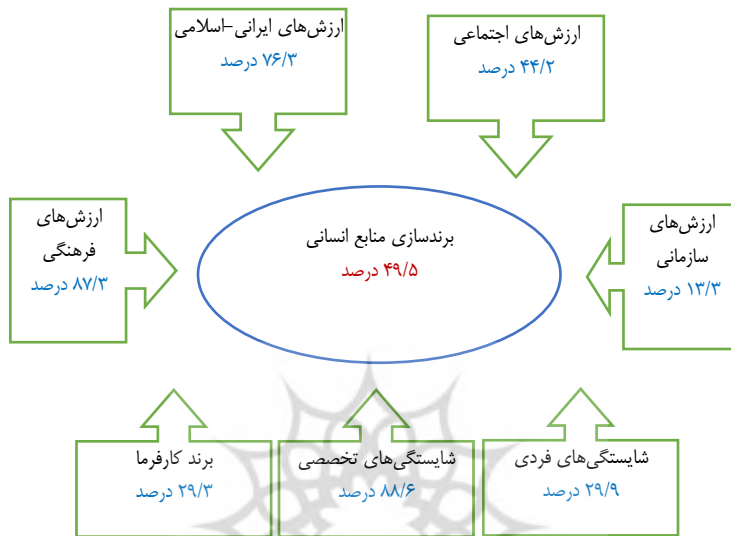 ارزش‌های ایرانی–اسلامی
۷۶/۳ درصد
ارزش‌های اجتماعی
۴۴/۲ درصد
ارزش‌های
فرهنگی
۸۷/۳ درصد
برندسازی منابع انسانی
۴۹/۵ درصد
ارزش‌های
سازمانی
۱۳/۳ درصد
شایستگی‌های فردی
۲۹/۹ درصد
شایستگی‌های تخصصی
۸۸/۶ درصد
برند کارفرما
۲۹/۳ درصد